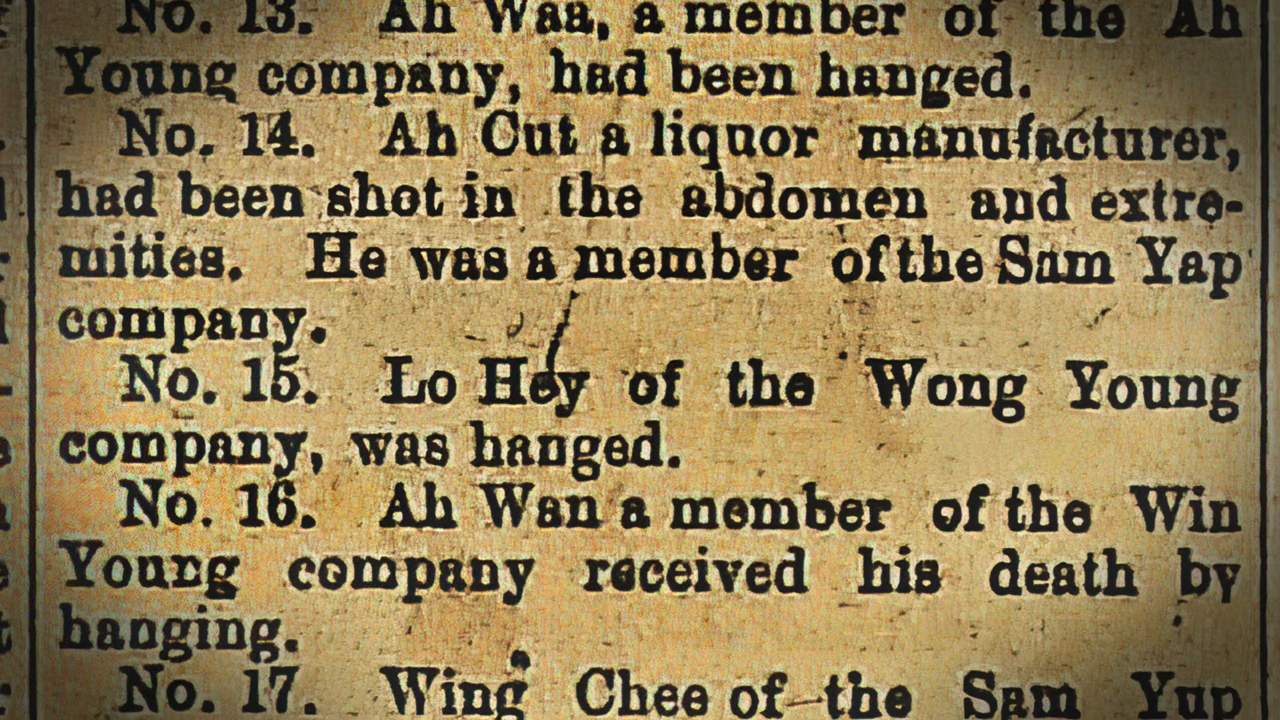 No. 13. Ah Waa, a member of the Ah
Young company, had been hanged.
No. 14. Ah Cut a liquor manufacturer,
had been shot in the abdomen and extre-
mities. He was a member of the Sam Yap
company.
No. 15. Lo Hey of the Wong Young
company, was hanged.
No. 16. Ah Wan a member of the Win
Young company received his death by
hanging.
No. 17. Wing Chee of the Sam Yup